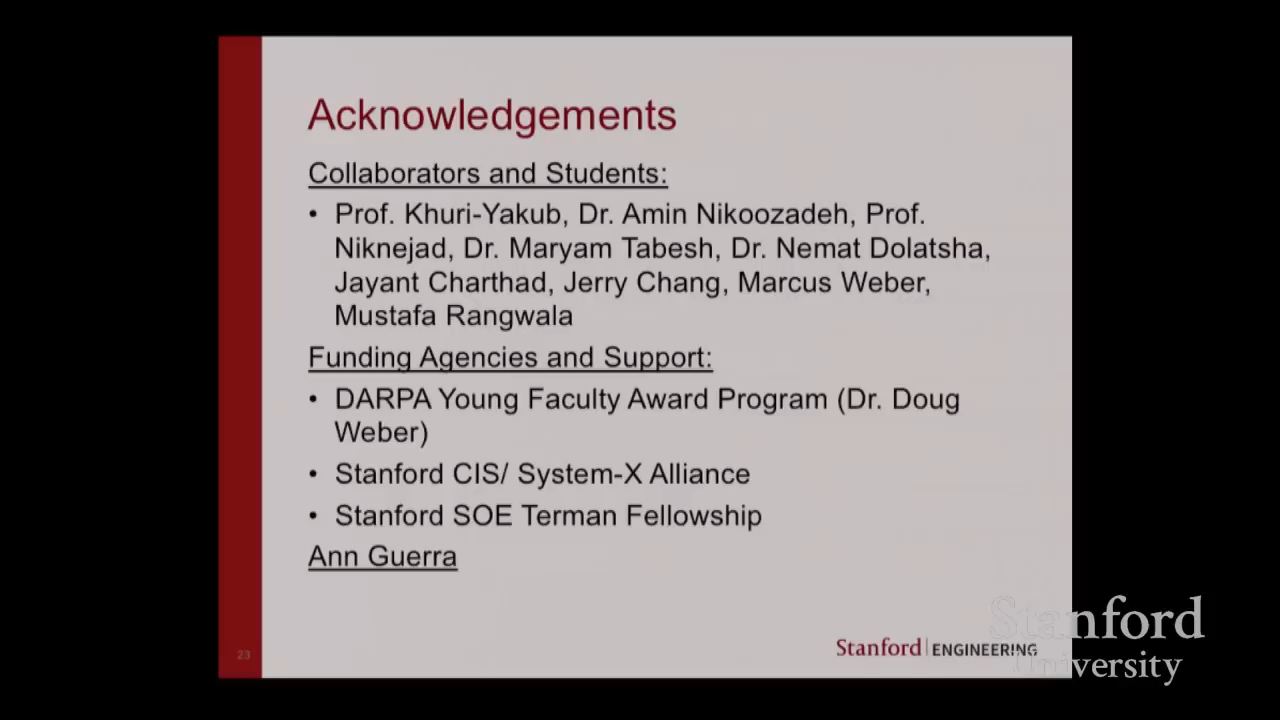 Acknowledgements
Collaborators and Students:
• Prof. Khuri-Yakub, Dr. Amin Nikoozadeh, Prof.
Niknejad, Dr. Maryam Tabesh, Dr. Nemat Dolatsha,
Jayant Charthad, Jerry Chang, Marcus Weber,
Mustafa Rangwala
Funding Agencies and Support:
• DARPA Young Faculty Award Program (Dr. Doug
Weber)
• Stanford CIS/ System-X Alliance
• Stanford SOE Terman Fellowship
Ann Guerra
23
Stanford | ENGINEERING
Stanford
University